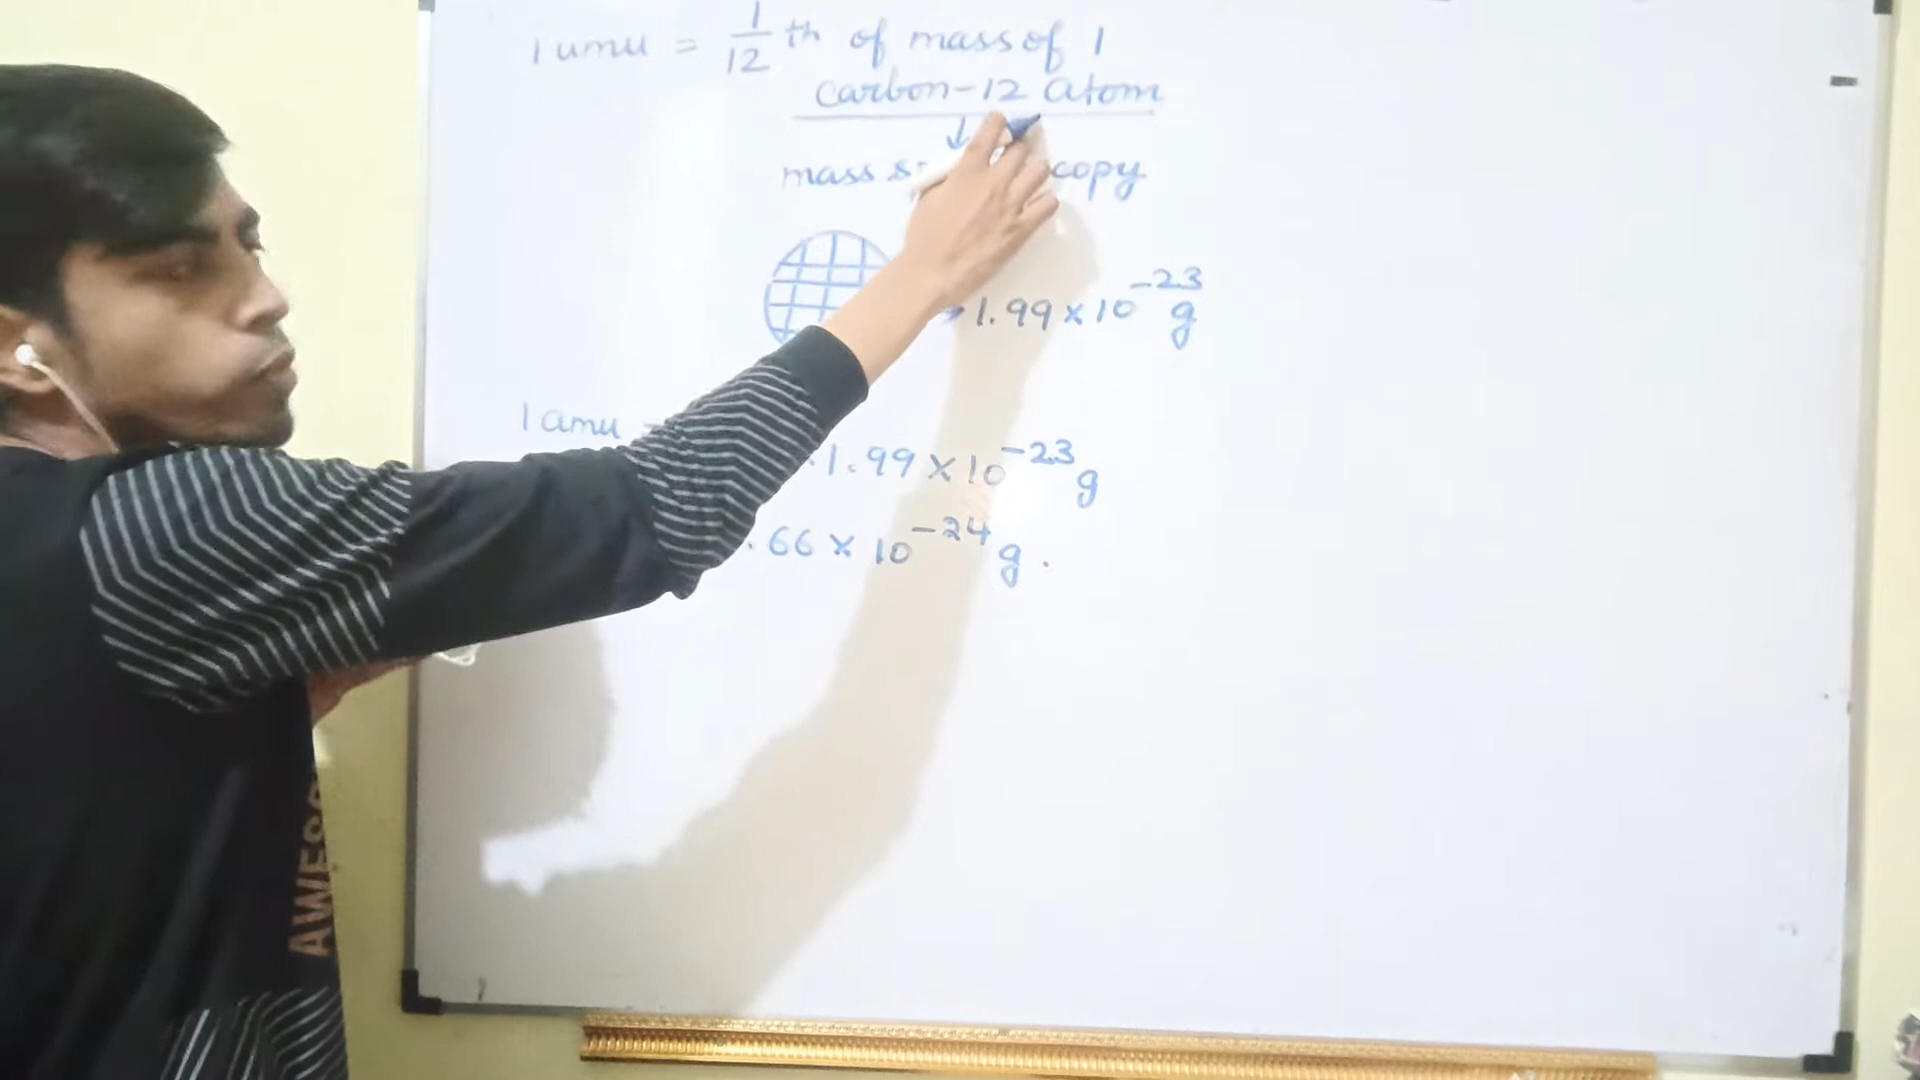 1 amu = 1/12 th of mass of 1
Carbon-12 atom
↓
mass copy
1.99 × 10⁻²³ g
1 amu =
1.99 × 10⁻²³ g
.66 × 10⁻²⁴ g.
AWES